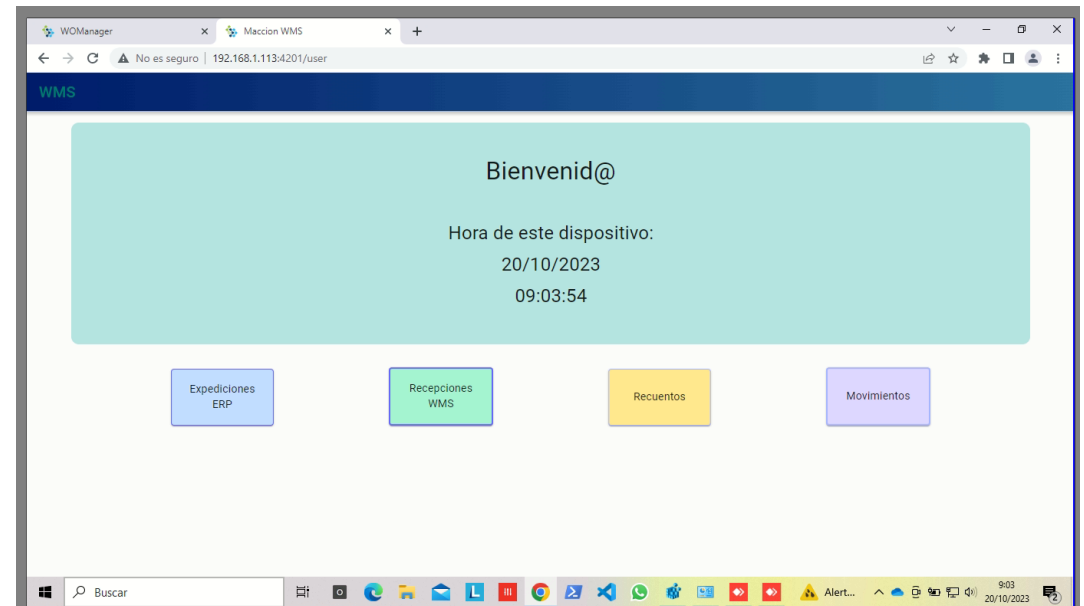 WOManager
Maccion WMS
No es seguro
192.168.1.113:4201/user
WMS
Bienvenid@
Hora de este dispositivo:
20/10/2023
09:03:54
Expediciones
ERP
Recepciones
WMS
Recuentos
Movimientos
Buscar
Alert...
9:03
20/10/2023
2